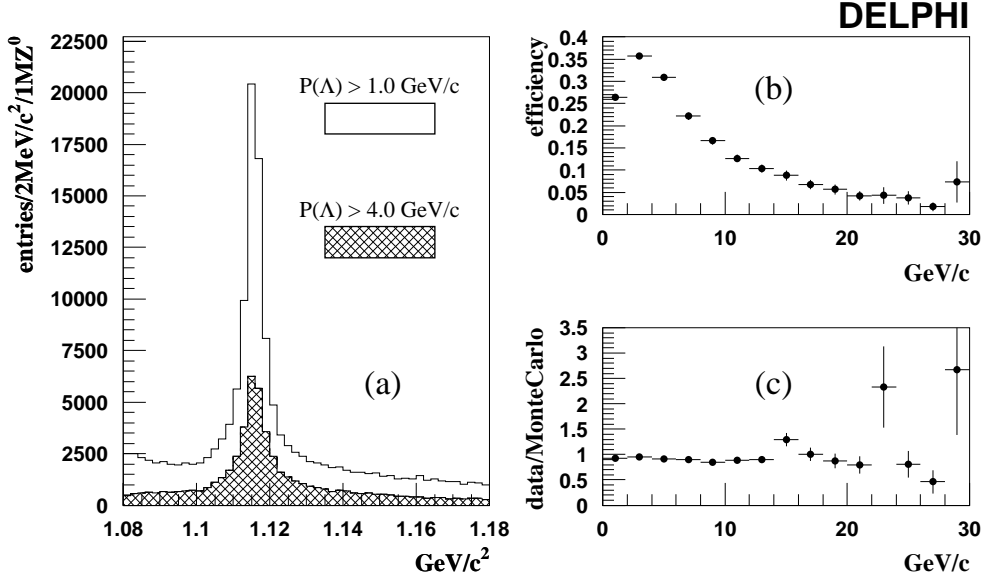 DELPHI
entries/2MeV/c²/1MZ⁰
22500
20000
17500
15000
12500
10000
7500
5000
2500
0
P(Λ) > 1.0 GeV/c
P(Λ) > 4.0 GeV/c
(a)
1.08 1.1 1.12 1.14 1.16 1.18
GeV/c²
efficiency
0.4
0.35
0.3
0.25
0.2
0.15
0.1
0.05
0
(b)
0 10 20 30
GeV/c
data/MonteCarlo
3.5
3
2.5
2
1.5
1
0.5
0
(c)
0 10 20 30
GeV/c